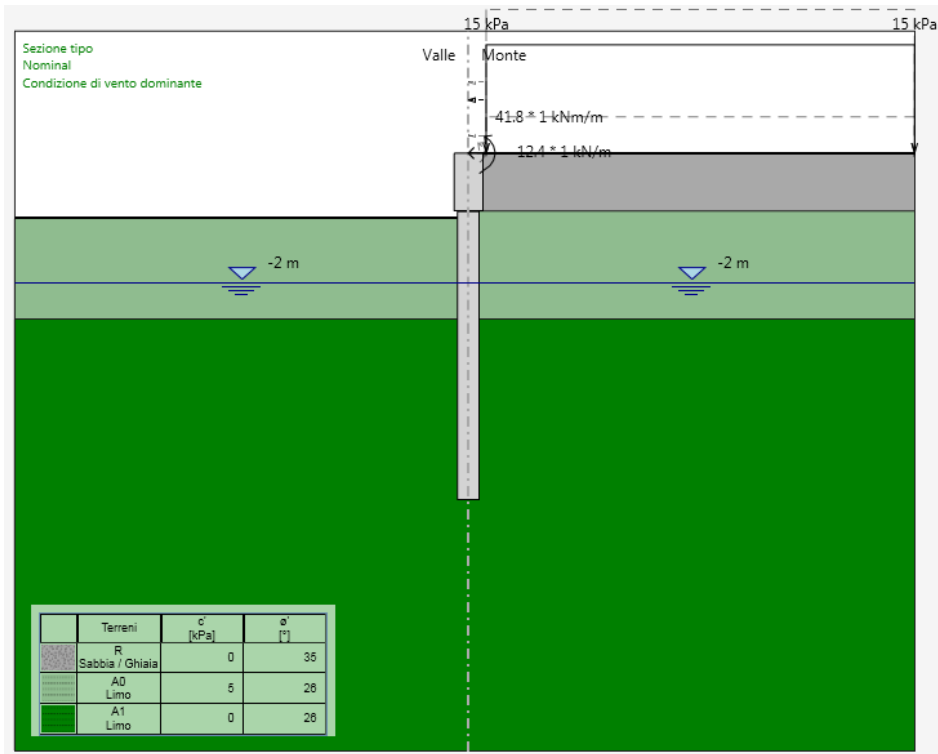 15 kPa
15 kPa
Sezione tipo
Nominal
Condizione di vento dominante
Valle
Monte
41.8 * 1 kNm/m
12.4 * 1 kN/m
-2 m
-2 m
Terreni
c'
[kPa]
ø'
[°]
R
Sabbia / Ghiaia
0
35
A0
Limo
5
26
A1
Limo
0
26